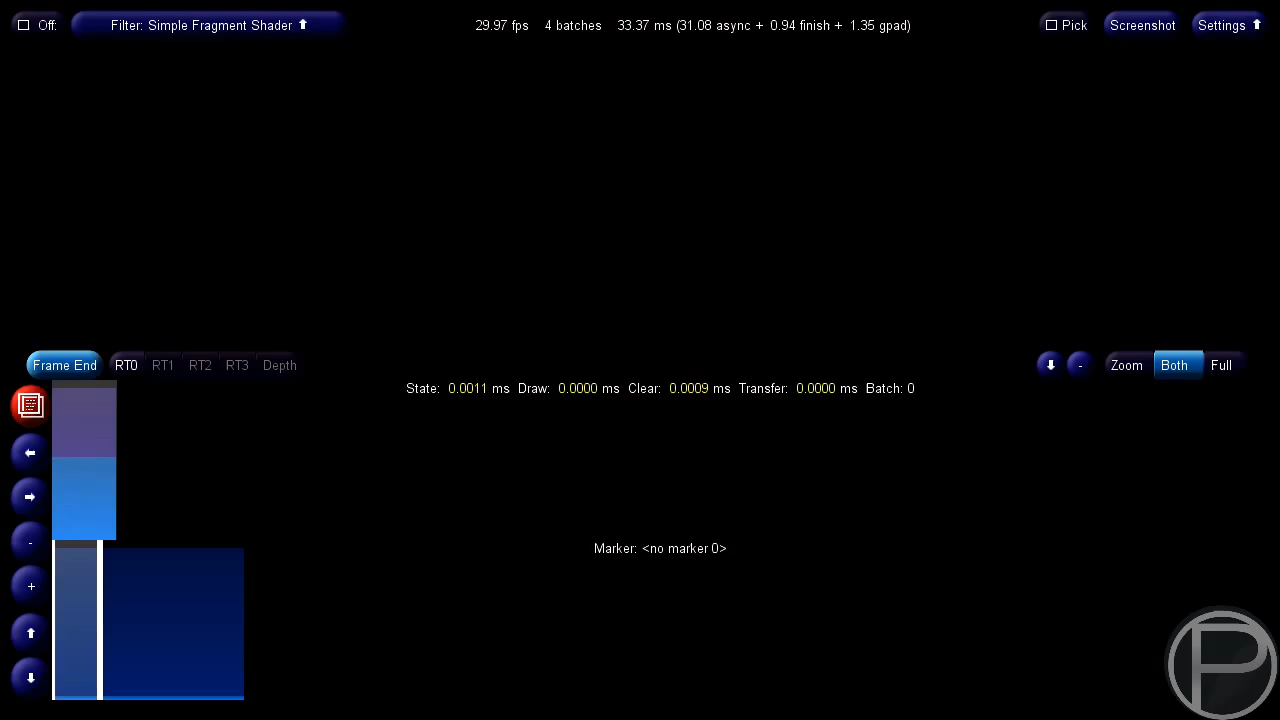 Off: Filter: Simple Fragment Shader 29.97 fps 4 batches 33.37 ms (31.08 async + 0.94 finish + 1.35 gpad) Pick Screenshot Settings
Frame End RT0 RT1 RT2 RT3 Depth - Zoom Both Full
State: 0.0011 ms Draw: 0.0000 ms Clear: 0.0009 ms Transfer: 0.0000 ms Batch: 0
-
Marker: <no marker 0>
+
P